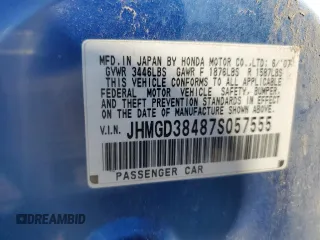 MFD. IN JAPAN BY HONDA MOTOR CO.,LTD: 6/'07
GVWR 3446LBS GAWR F 1876LBS R 1587LBS
THIS VEHICLE CONFORMS TO ALL APPLICABLE
FEDERAL MOTOR VEHICLE SAFETY, BUMPER,
AND THEFT PREVENTION STANDARDS IN EFFECT
ON THE DATE OF MANUFACTURE SHOWN ABOVE.
V.I.N. JHMGD38487S057555
PASSENGER CAR
DREAMBID